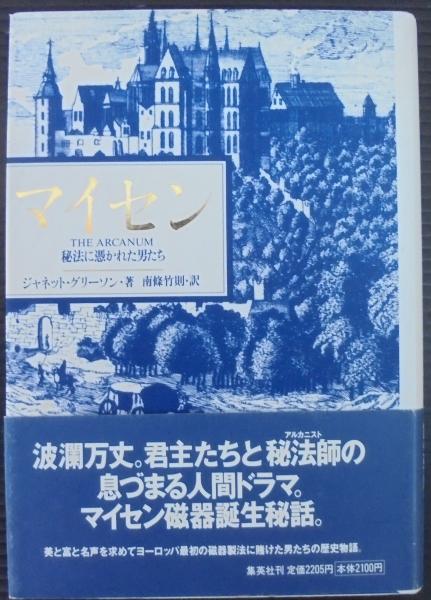 マイセン
THE ARCANUM
秘法に憑かれた男たち
ジャネット・グリーソン・著 南條竹則・訳
アルカニスト
波瀾万丈。君主たちと秘法師の
息づまる人間ドラマ。
マイセン磁器誕生秘話。
美と富と名声を求めてヨーロッパ最初の磁器製法に賭けた男たちの歴史物語。
集英社刊 定価2205円 本体2100円